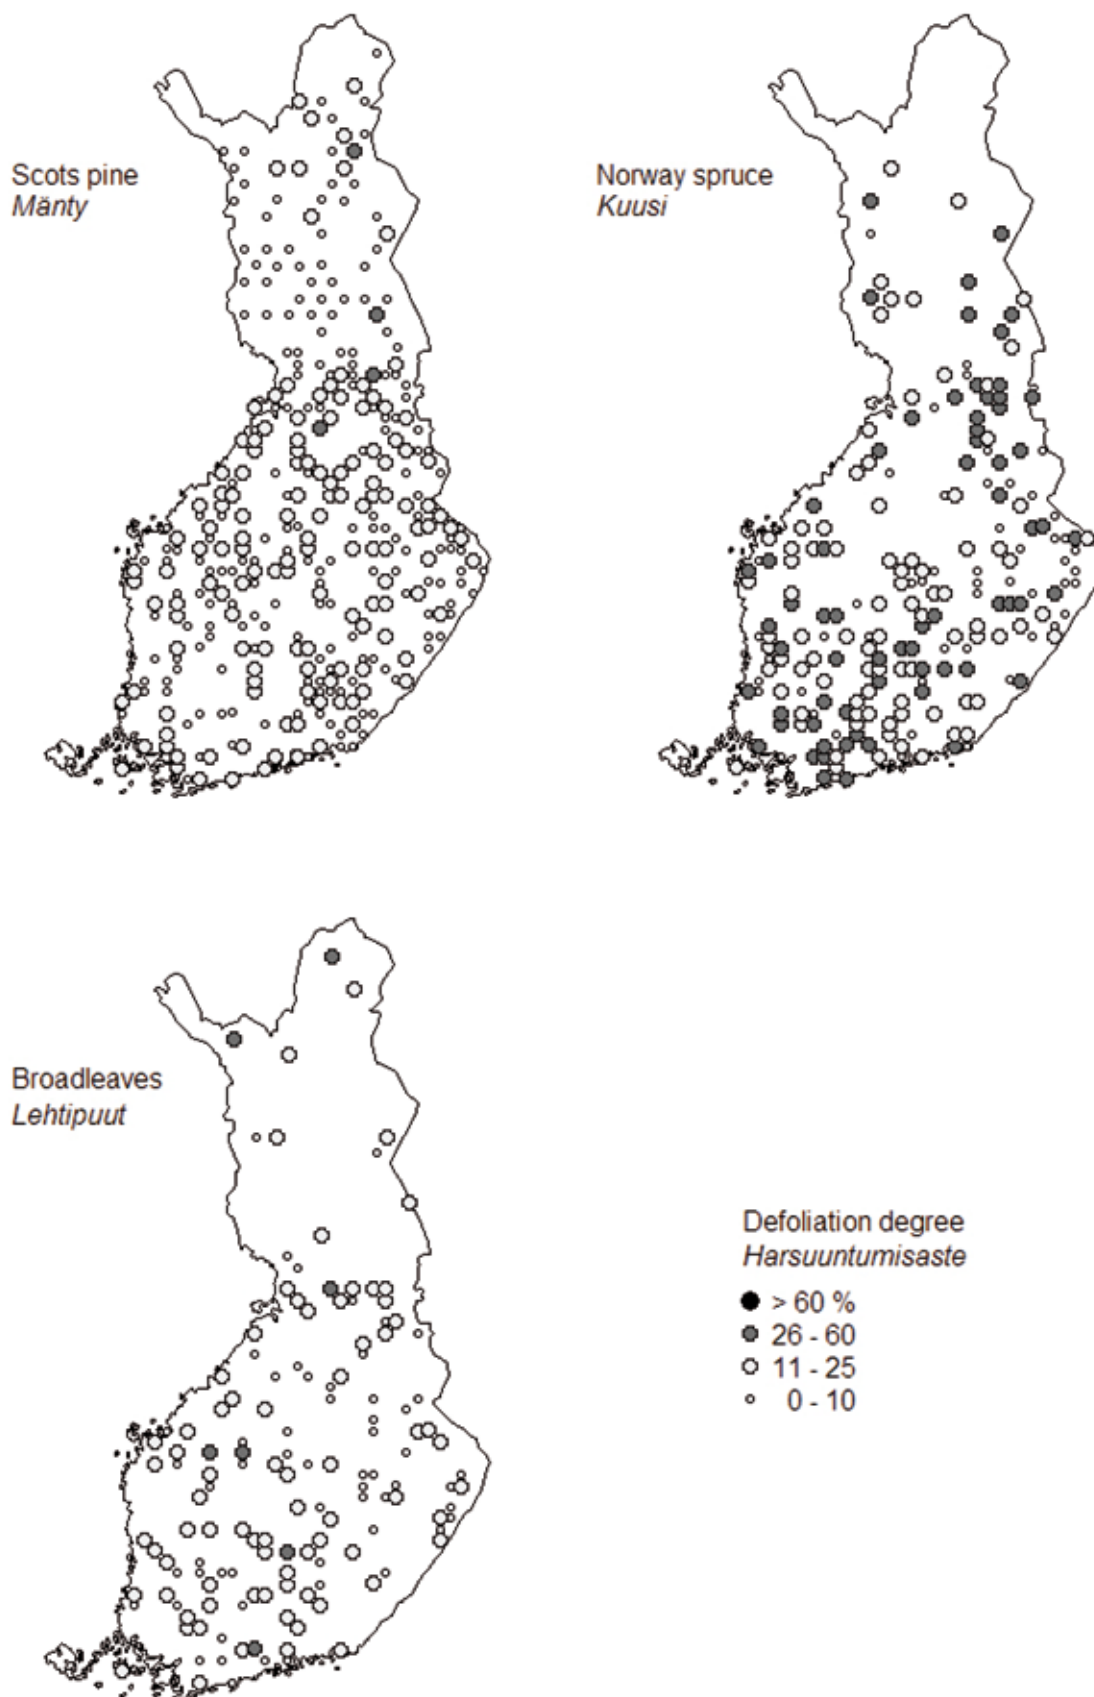 Scots pine
Mänty
Norway spruce
Kuusi
Broadleaves
Lehtipuut
Defoliation degree
Harsuuntumisaste
> 60 %
26 - 60
11 - 25
0 - 10